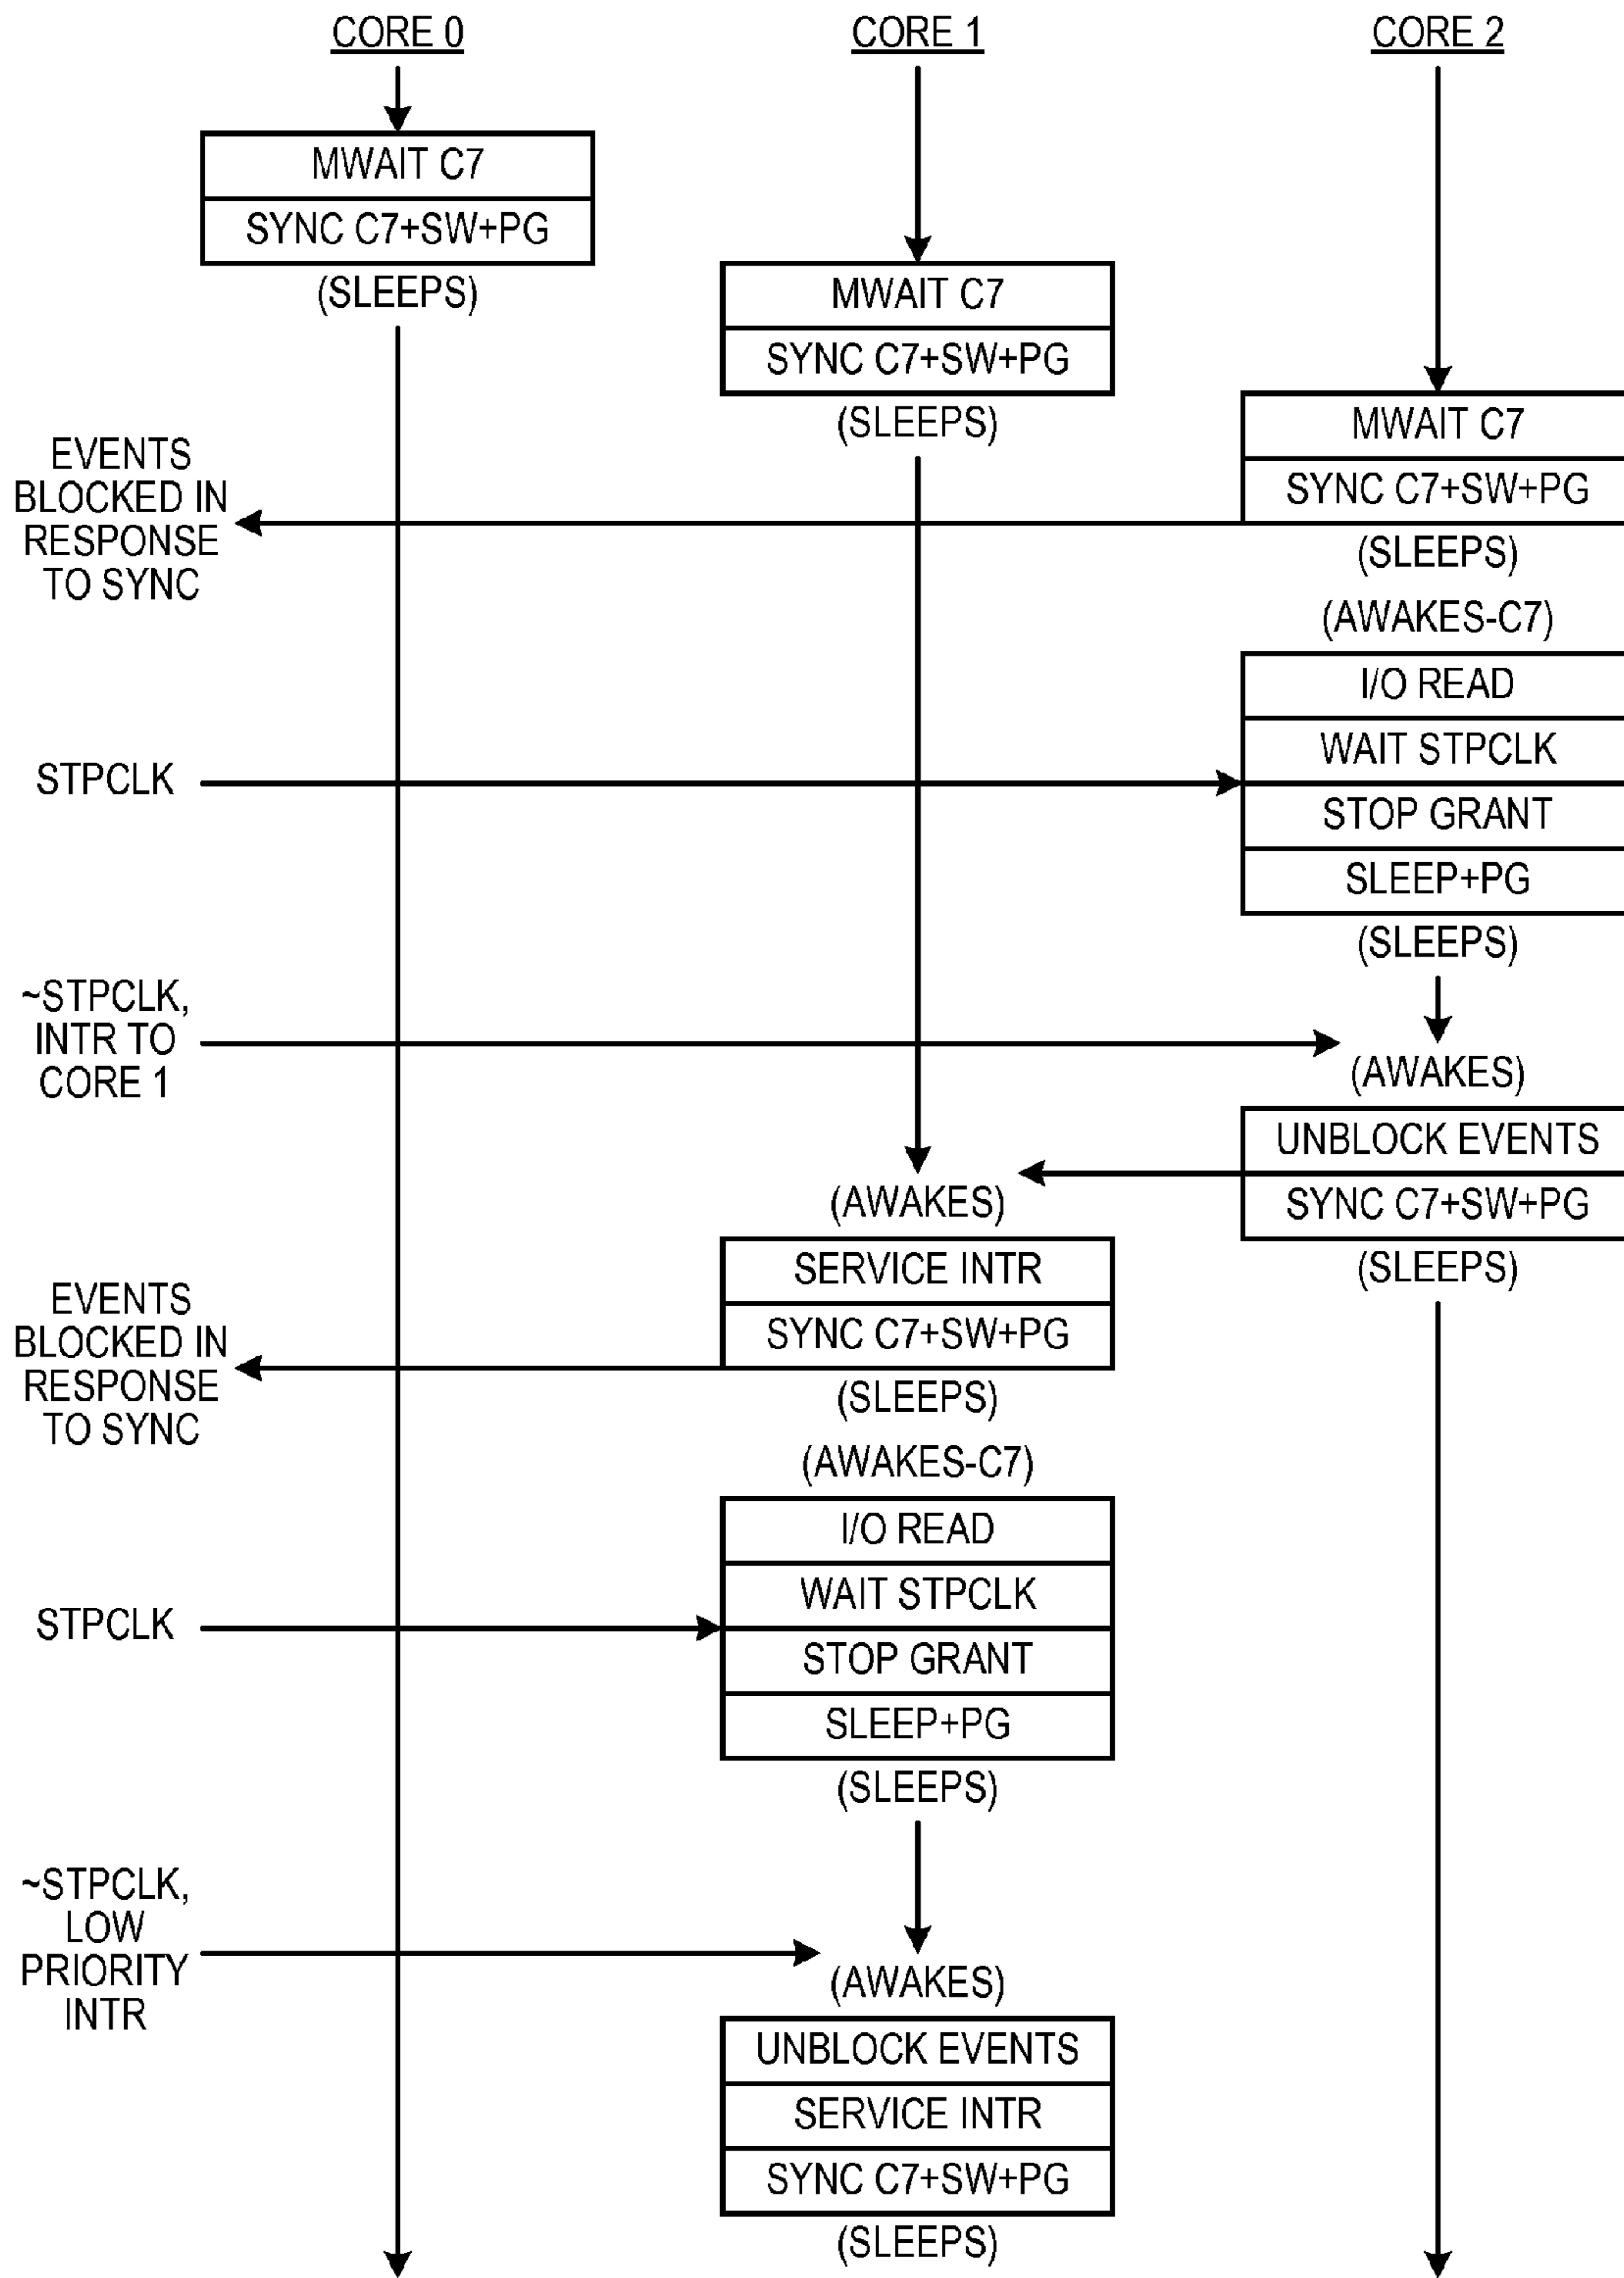 CORE 0
CORE 1
CORE 2
MWAIT C7
SYNC C7+SW+PG
(SLEEPS)
MWAIT C7
SYNC C7+SW+PG
(SLEEPS)
MWAIT C7
SYNC C7+SW+PG
(SLEEPS)
EVENTS
BLOCKED IN
RESPONSE
TO SYNC
(AWAKES-C7)
I/O READ
WAIT STPCLK
STPCLK
STOP GRANT
SLEEP+PG
(SLEEPS)
~STPCLK,
INTR TO
CORE 1
(AWAKES)
UNBLOCK EVENTS
SYNC C7+SW+PG
(SLEEPS)
(AWAKES)
SERVICE INTR
SYNC C7+SW+PG
(SLEEPS)
EVENTS
BLOCKED IN
RESPONSE
TO SYNC
(AWAKES-C7)
I/O READ
WAIT STPCLK
STPCLK
STOP GRANT
SLEEP+PG
(SLEEPS)
~STPCLK,
LOW
PRIORITY
INTR
(AWAKES)
UNBLOCK EVENTS
SERVICE INTR
SYNC C7+SW+PG
(SLEEPS)